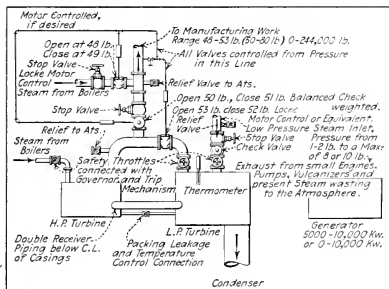 Motor Controlled,
if desired
To Manufacturing Work
Range 48-53 lb. (50-80 lb.) 0-244,000 lb.
All Valves controlled from Pressure
in this Line
Open at 48 lb.
Close at 49 lb.
Stop Valve
Locke Motor
Control
Steam from Boilers
Relief Valve to Ats.
Stop Valve
Open 50 lb., Close 51 lb. Balanced Check
Open 53 lb. Close 52 lb. Locke weighted.
Relief Valve
Motor Control or Equivalent.
Low Pressure Steam Inlet,
Stop Valve Pressure from
Check Valve 1-2 lb. to a Max.
of 8 or 10 lb.,
Exhaust from small Engines.
Pumps, Vulcanizers and
present Steam wasting
to the Atmosphere.
Relief to Ats.
Steam from
Boilers
Safety Throttles
connected with
Governor and Trip
Mechanism
Thermometer
H.P. Turbine
L.P. Turbine
Double Receiver
Piping below C.L.
of Casings
Packing Leakage
and Temperature
Control Connection
Generator
5000-10,000 Kw.
or 0-10,000 Kw.
Condenser